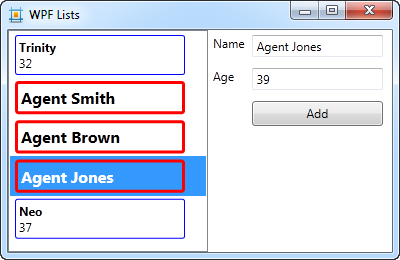 WPF Lists
Trinity
32
Agent Smith
Agent Brown
Agent Jones
Neo
37
Name Agent Jones
Age 39
Add